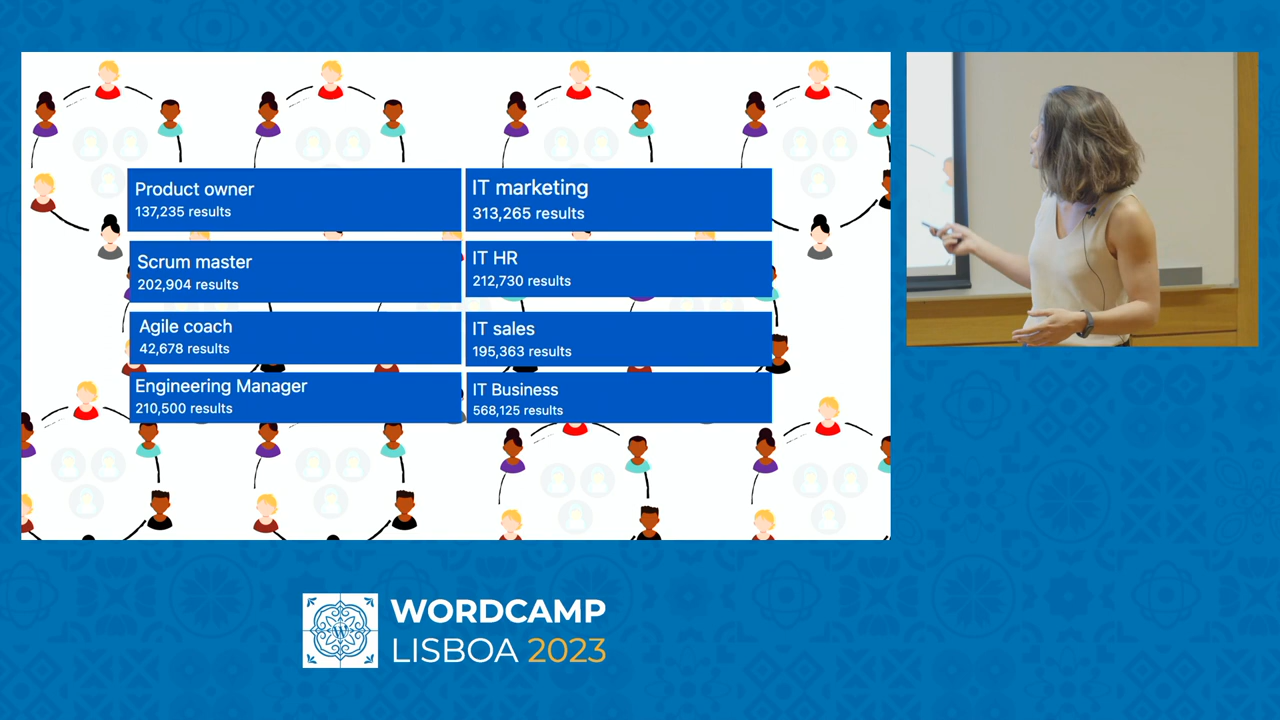 Product owner
137,235 results
IT marketing
313,265 results
Scrum master
202,904 results
IT HR
212,730 results
Agile coach
42,678 results
IT sales
195,363 results
Engineering Manager
210,500 results
IT Business
568,125 results
WORDCAMP
LISBOA 2023